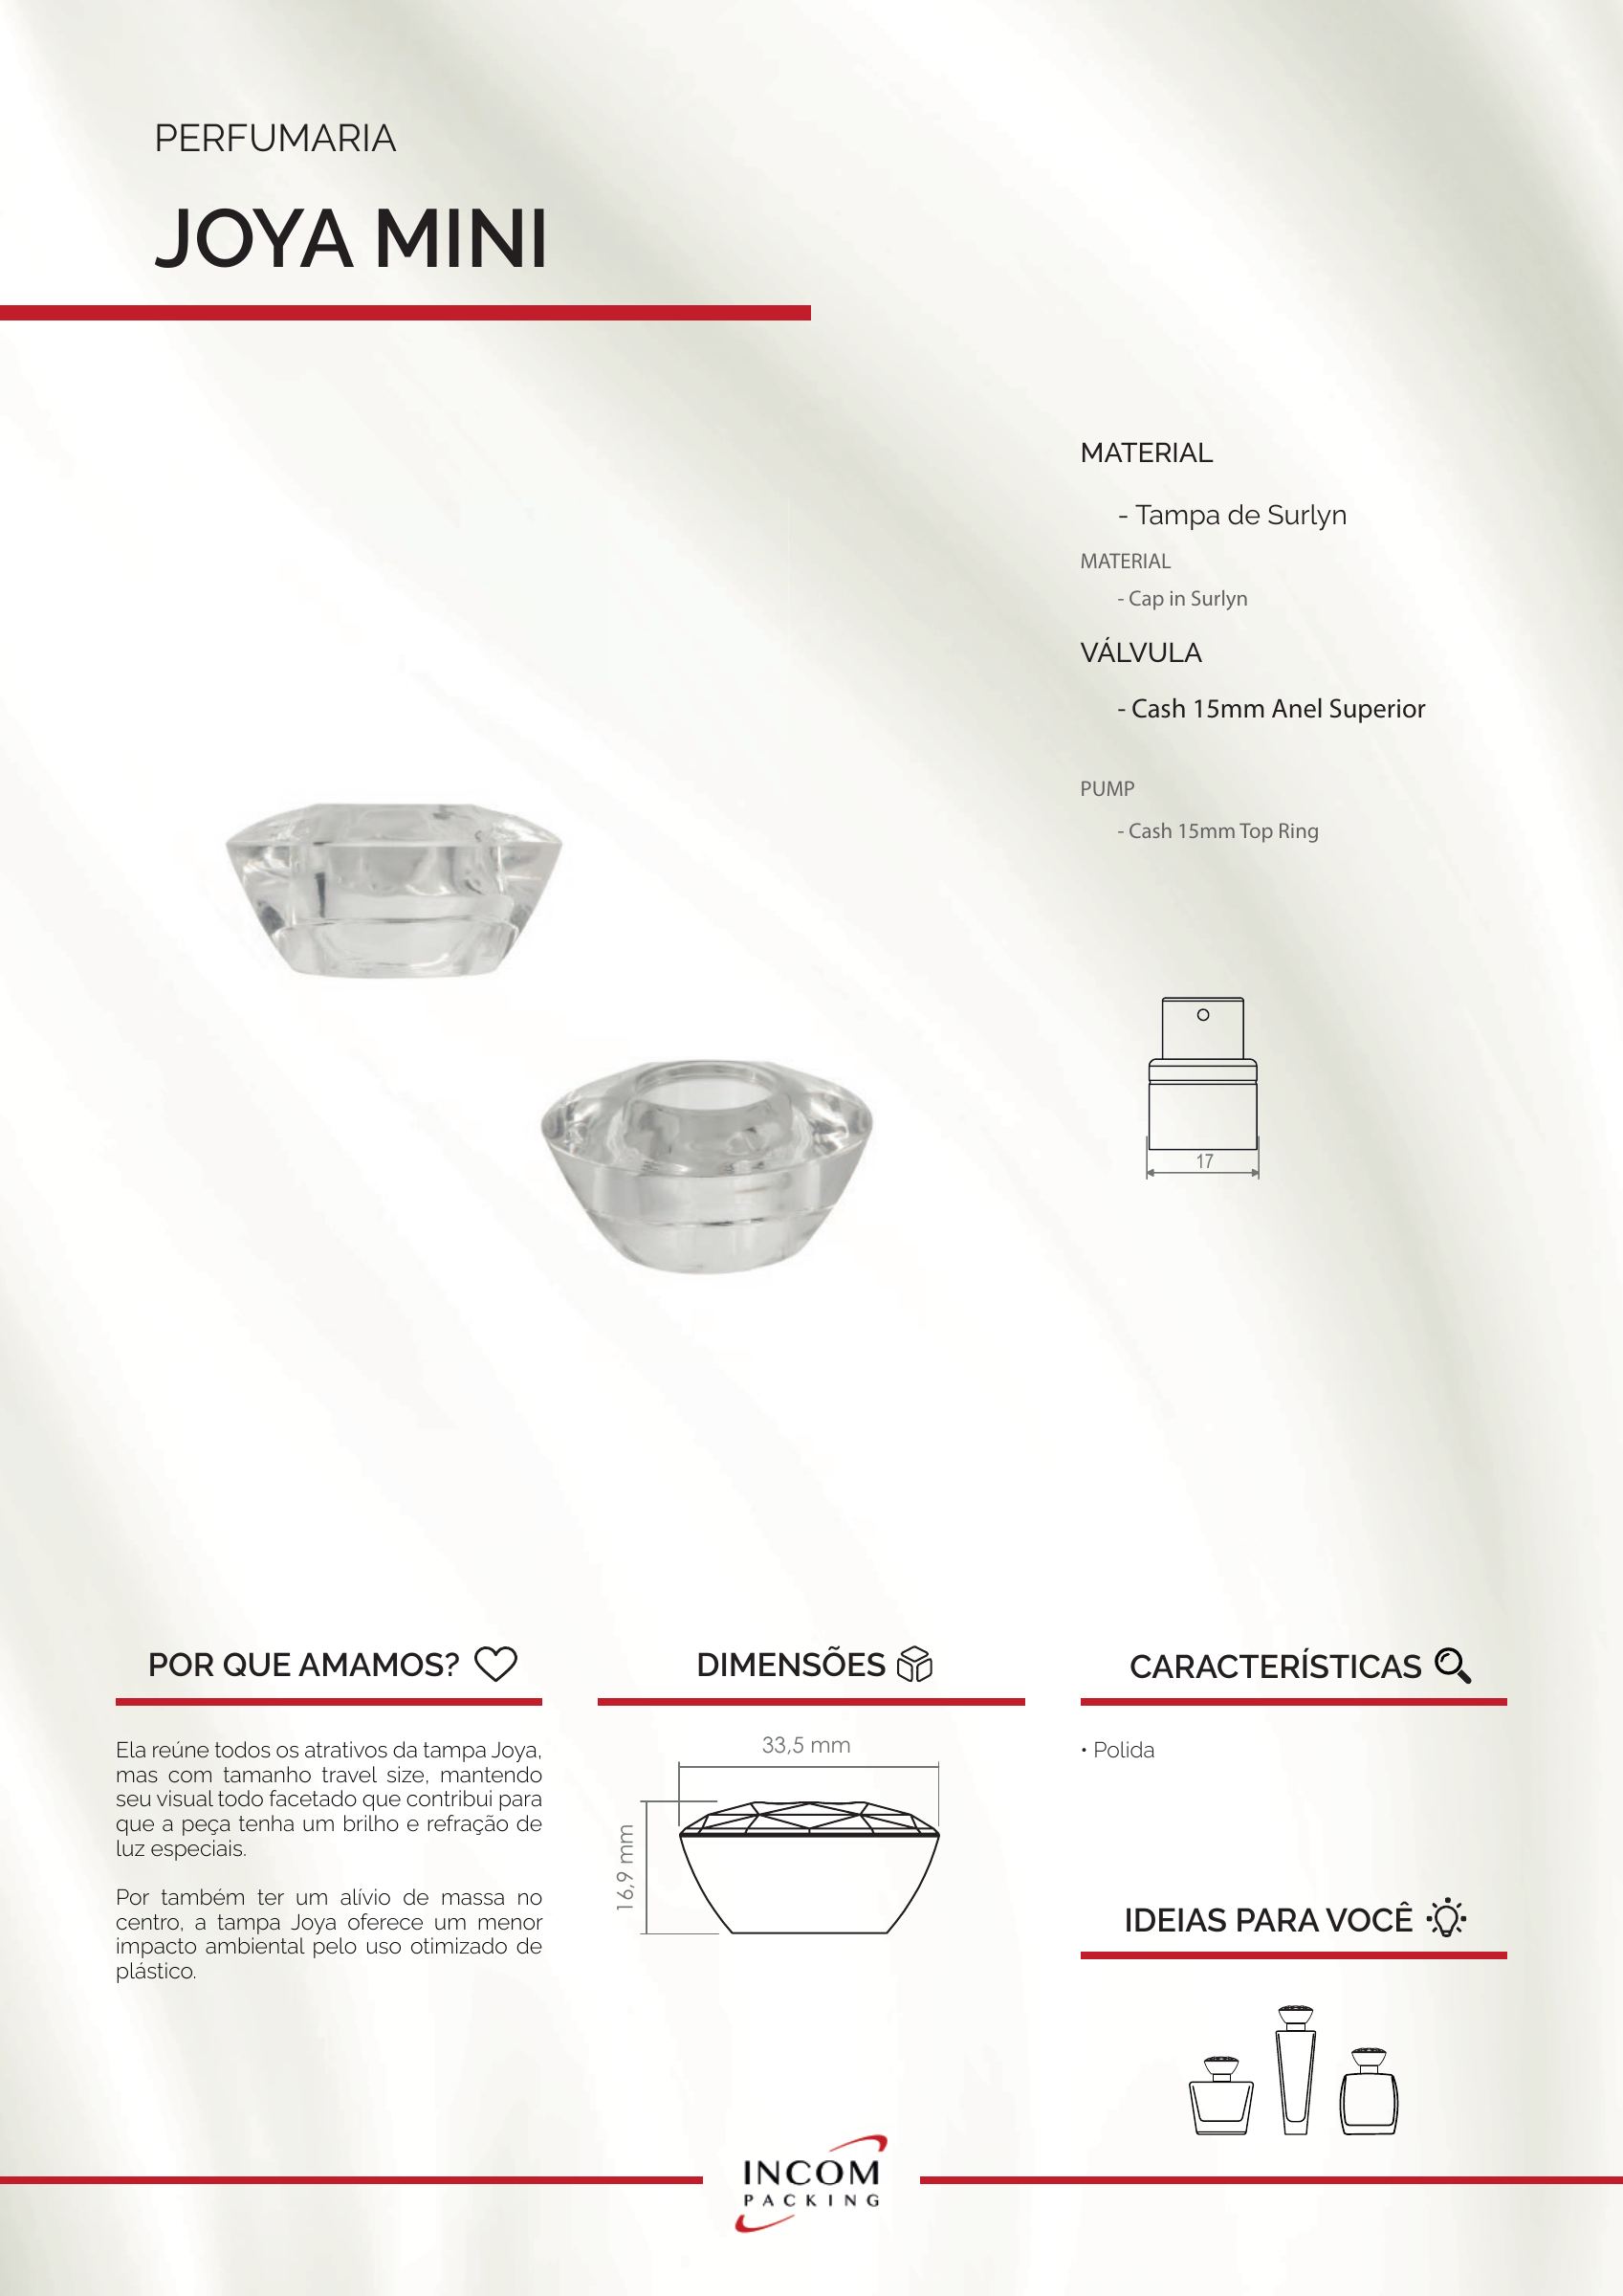 PERFUMARIA
JOYA MINI
MATERIAL
- Tampa de Surlyn
MATERIAL
- Cap in Surlyn
VÁLVULA
- Cash 15mm Anel Superior
PUMP
- Cash 15mm Top Ring
17
POR QUE AMAMOS?
Ela reúne todos os atrativos da tampa Joya,
mas com tamanho travel size, mantendo
seu visual todo facetado que contribui para
que a peça tenha um brilho e refração de
luz especiais.
Por também ter um alívio de massa no
centro, a tampa Joya oferece um menor
impacto ambiental pelo uso otimizado de
plástico.
DIMENSÕES
33,5 mm
16,9 mm
CARACTERÍSTICAS
• Polida
IDEIAS PARA VOCÊ
INCOM
PACKING